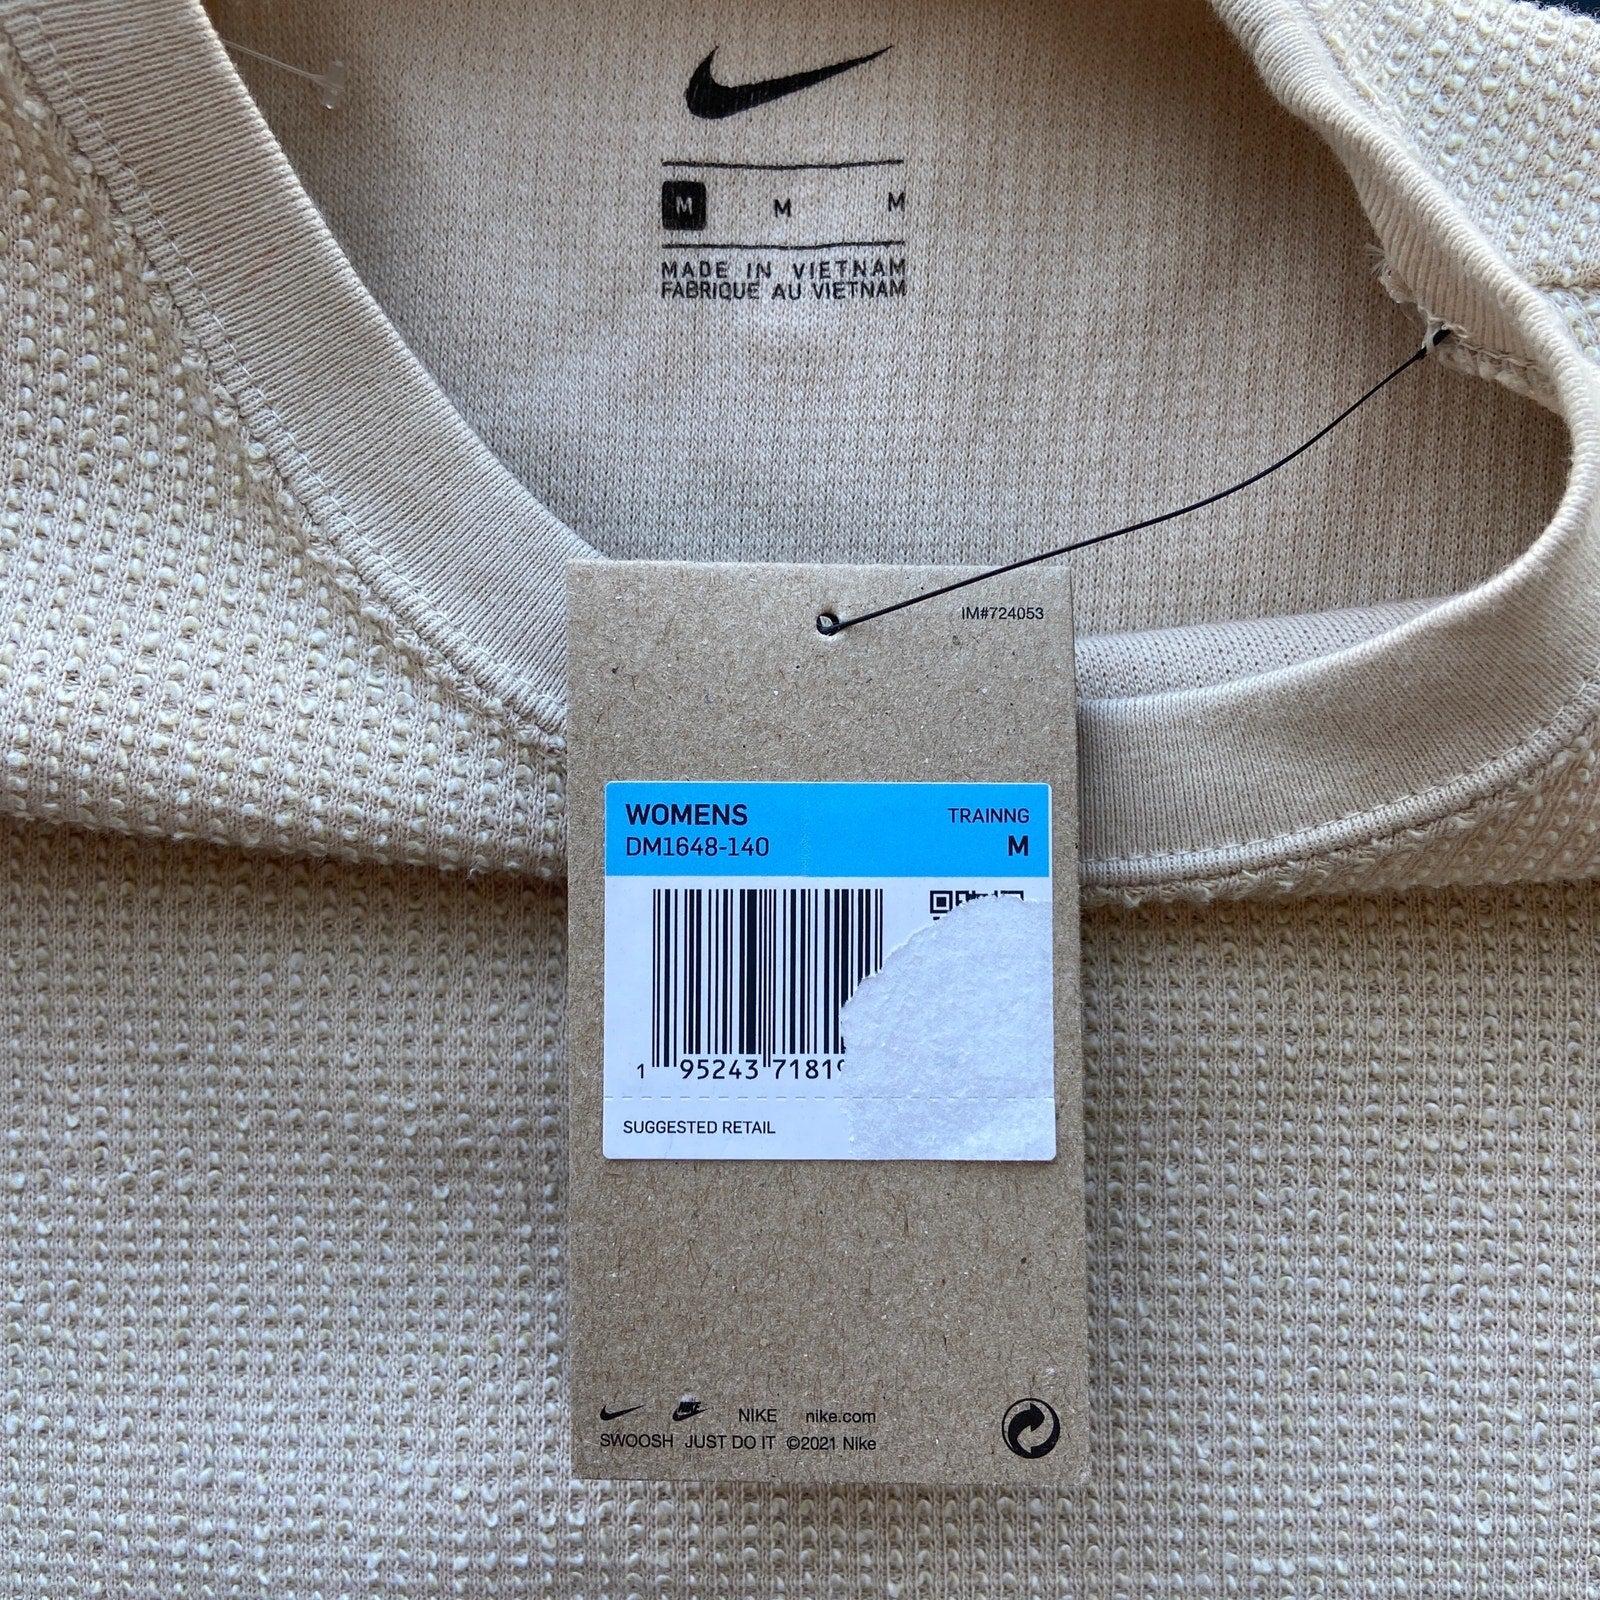 M M M
MADE IN VIETNAM
FABRIQUE AU VIETNAM
IM#724053
WOMENS TRAINNG
DM1648-140 M
1 95243 7181
SUGGESTED RETAIL
NIKE nike.com
SWOOSH JUST DO IT ©2021 Nike